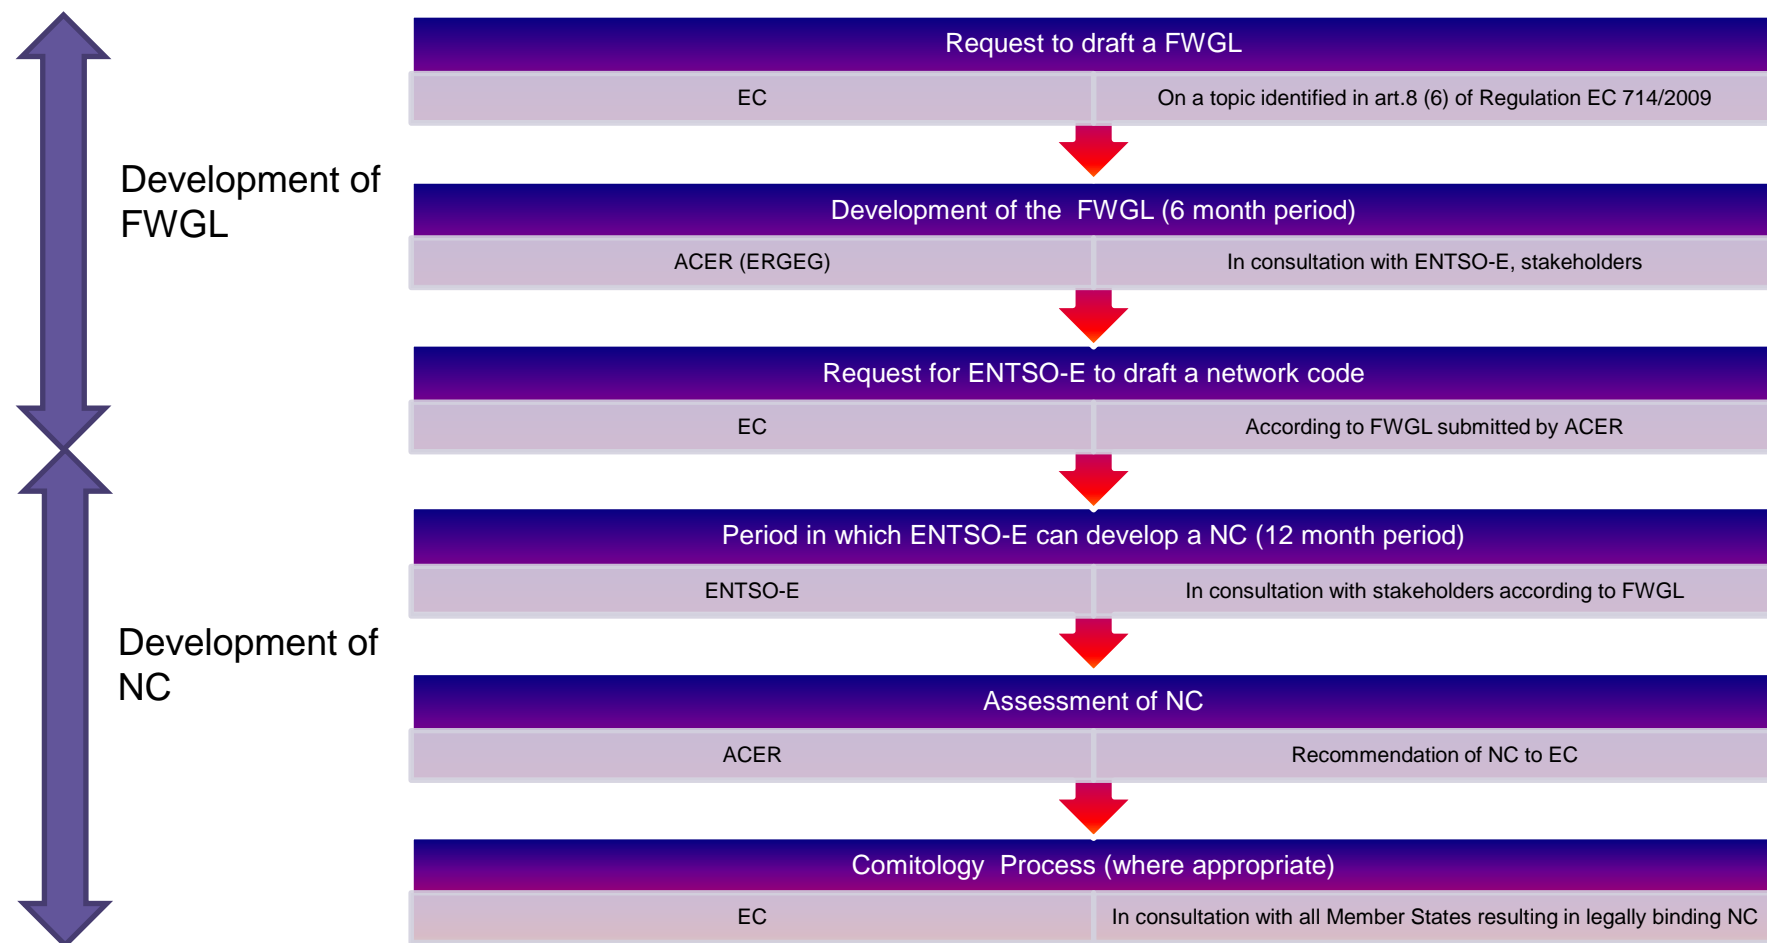 Development of
FWGL
Development of
NC
Request to draft a FWGL
EC
On a topic identified in art.8 (6) of Regulation EC 714/2009
Development of the FWGL (6 month period)
ACER (ERGEG)
In consultation with ENTSO-E, stakeholders
Request for ENTSO-E to draft a network code
EC
According to FWGL submitted by ACER
Period in which ENTSO-E can develop a NC (12 month period)
ENTSO-E
In consultation with stakeholders according to FWGL
Assessment of NC
ACER
Recommendation of NC to EC
Comitology Process (where appropriate)
EC
In consultation with all Member States resulting in legally binding NC